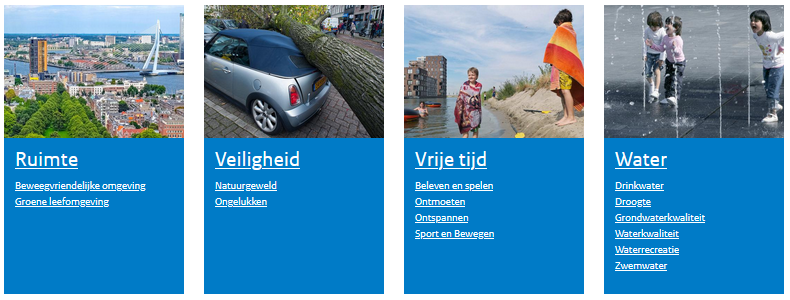 Ruimte
Beweegvriendelijke omgeving
Groene leefomgeving
Veiligheid
Natuurgeweld
Ongelukken
Vrije tijd
Beleven en spelen
Ontmoeten
Ontspannen
Sport en Bewegen
Water
Drinkwater
Droogte
Grondwaterkwaliteit
Waterkwaliteit
Waterrecreatie
Zwemwater